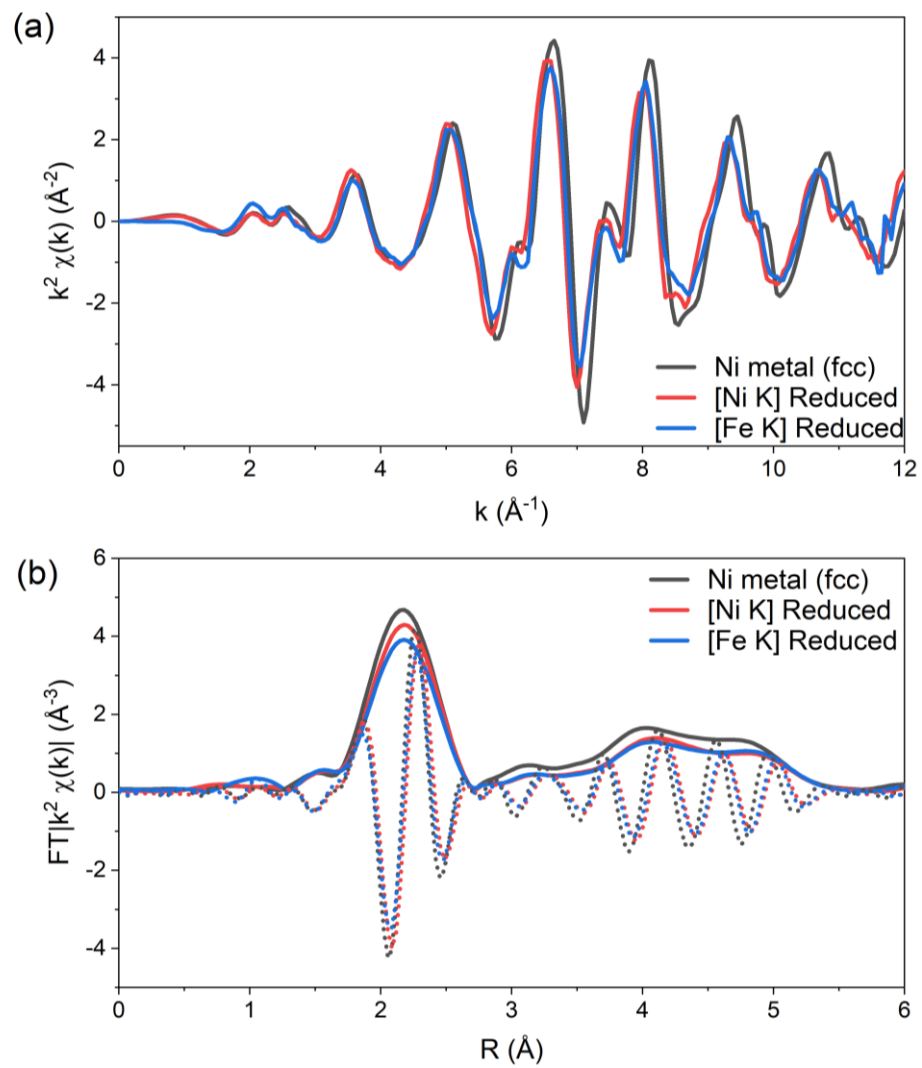 (a)
4
2
0
-2
-4
k² χ(k) (Å⁻²)
Ni metal (fcc)
[Ni K] Reduced
[Fe K] Reduced
0 2 4 6 8 10 12
k (Å⁻¹)
(b)
6
4
2
0
-2
-4
FT|k² χ(k)| (Å⁻³)
Ni metal (fcc)
[Ni K] Reduced
[Fe K] Reduced
0 1 2 3 4 5 6
R (Å)